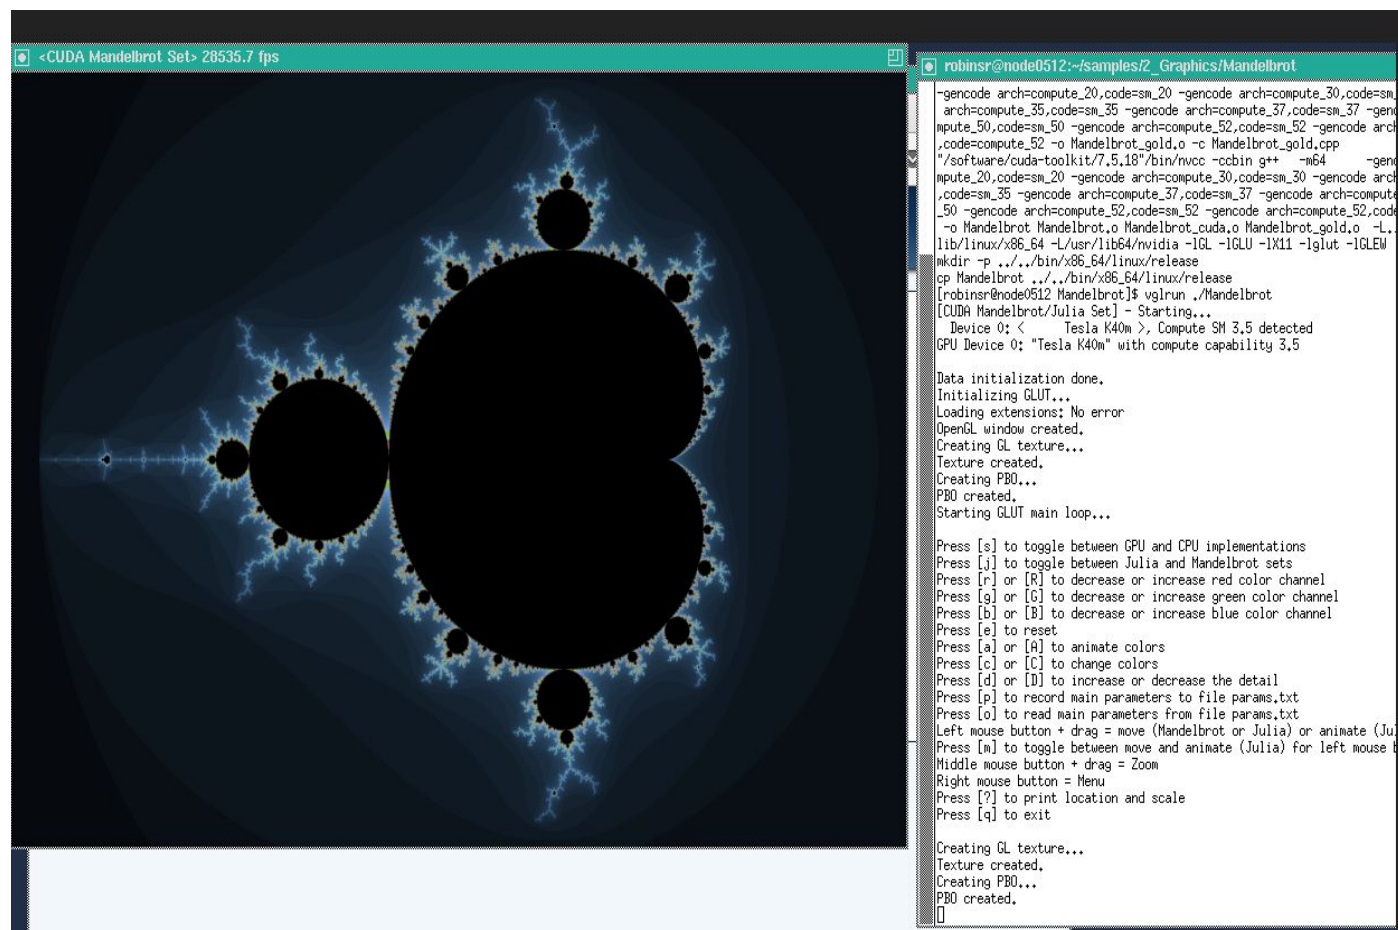 <CUDA Mandelbrot Set> 28535.7 fps
robinsr@node0512:~/samples/2_Graphics/Mandelbrot
-gencode arch=compute_20,code=sm_20 -gencode arch=compute_30,code=sm_
arch=compute_35,code=sm_35 -gencode arch=compute_37,code=sm_37 -genc
mpute_50,code=sm_50 -gencode arch=compute_52,code=sm_52 -gencode arch
,code=compute_52 -o Mandelbrot_gold.o -c Mandelbrot_gold.cpp
"/software/cuda-toolkit/7.5.18"/bin/nvcc -ccbin g++ -m64 -genc
mpute_20,code=sm_20 -gencode arch=compute_30,code=sm_30 -gencode arch
,code=sm_35 -gencode arch=compute_37,code=sm_37 -gencode arch=compute
_50 -gencode arch=compute_52,code=sm_52 -gencode arch=compute_52,code
-o Mandelbrot Mandelbrot.o Mandelbrot_cuda.o Mandelbrot_gold.o -L..
lib/linux/x86_64 -L/usr/lib64/nvidia -lGL -lGLU -lX11 -lglut -lGLEW
mkdir -p ../../bin/x86_64/linux/release
cp Mandelbrot ../../bin/x86_64/linux/release
[robinsr@node0512 Mandelbrot]$ vglrun ./Mandelbrot
[CUDA Mandelbrot/Julia Set] - Starting...
Device 0: < Tesla K40m >, Compute SM 3.5 detected
GPU Device 0: "Tesla K40m" with compute capability 3.5
Data initialization done.
Initializing GLUT...
Loading extensions: No error
OpenGL window created.
Creating GL texture...
Texture created.
Creating PBO...
PBO created.
Starting GLUT main loop...
Press [s] to toggle between GPU and CPU implementations
Press [j] to toggle between Julia and Mandelbrot sets
Press [r] or [R] to decrease or increase red color channel
Press [g] or [G] to decrease or increase green color channel
Press [b] or [B] to decrease or increase blue color channel
Press [e] to reset
Press [a] or [A] to animate colors
Press [c] or [C] to change colors
Press [d] or [D] to increase or decrease the detail
Press [p] to record main parameters to file params.txt
Press [o] to read main parameters from file params.txt
Left mouse button + drag = move (Mandelbrot or Julia) or animate (Ju
Press [m] to toggle between move and animate (Julia) for left mouse
Middle mouse button + drag = Zoom
Right mouse button = Menu
Press [?] to print location and scale
Press [q] to exit
Creating GL texture...
Texture created.
Creating PBO...
PBO created.